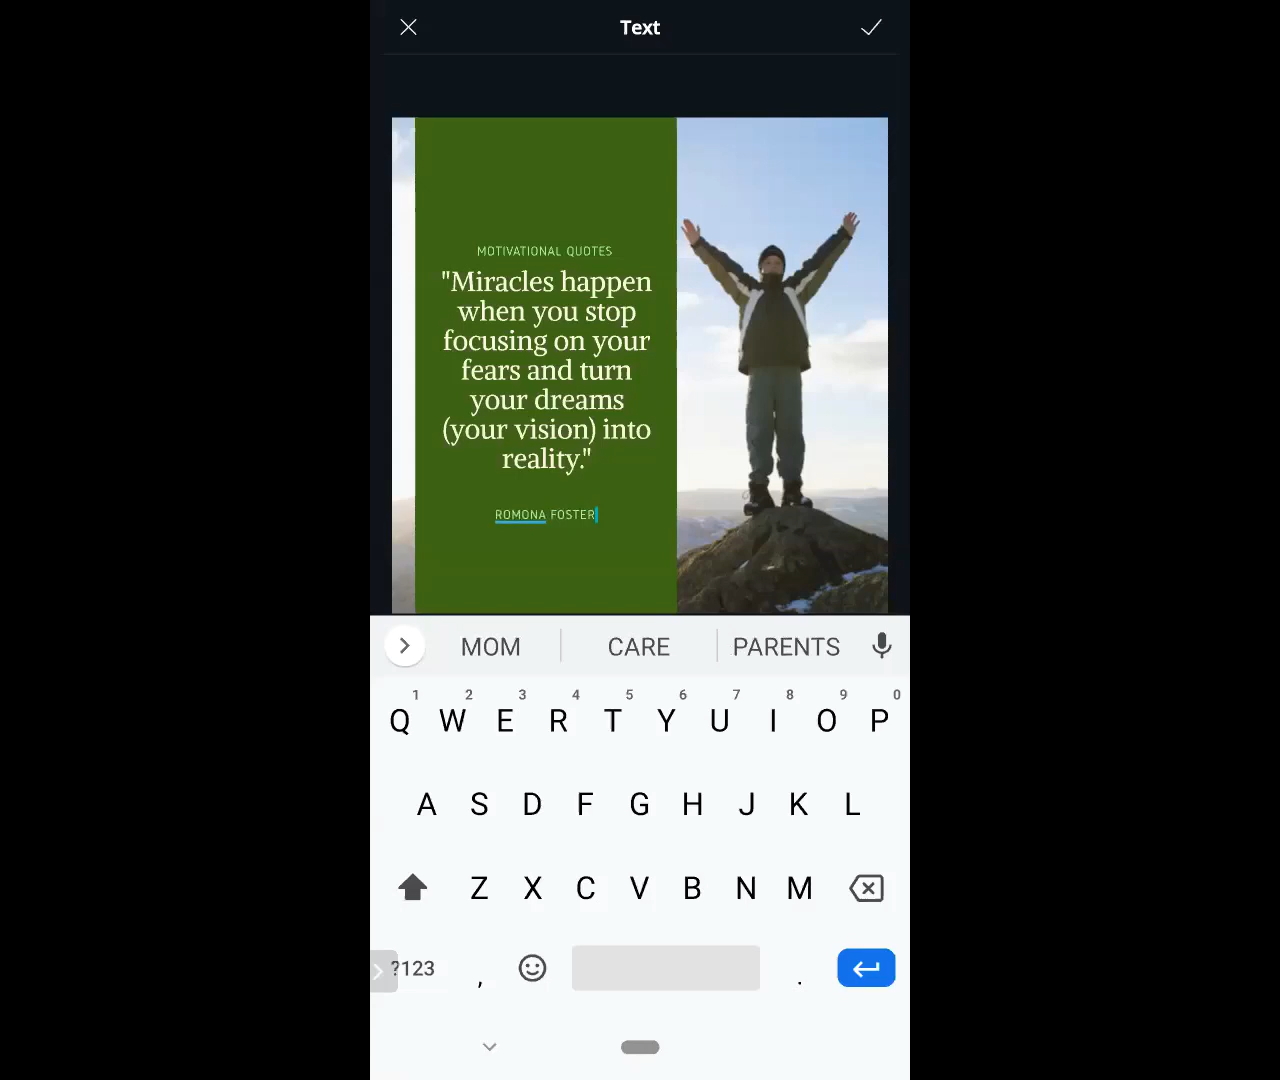 Text
MOTIVATIONAL QUOTES
"Miracles happen
when you stop
focusing on your
fears and turn
your dreams
(your vision) into
reality."
ROMONA FOSTER
MOM CARE PARENTS
1 2 3 4 5 6 7 8 9 0
Q W E R T Y U I O P
A S D F G H J K L
Z X C V B N M
?123 , .